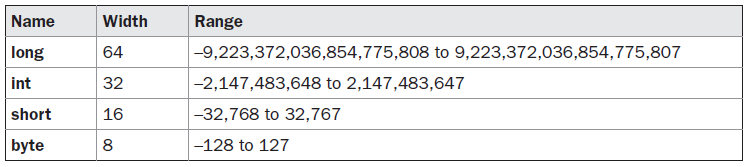 Name Width Range
long 64 –9,223,372,036,854,775,808 to 9,223,372,036,854,775,807
int 32 –2,147,483,648 to 2,147,483,647
short 16 –32,768 to 32,767
byte 8 –128 to 127